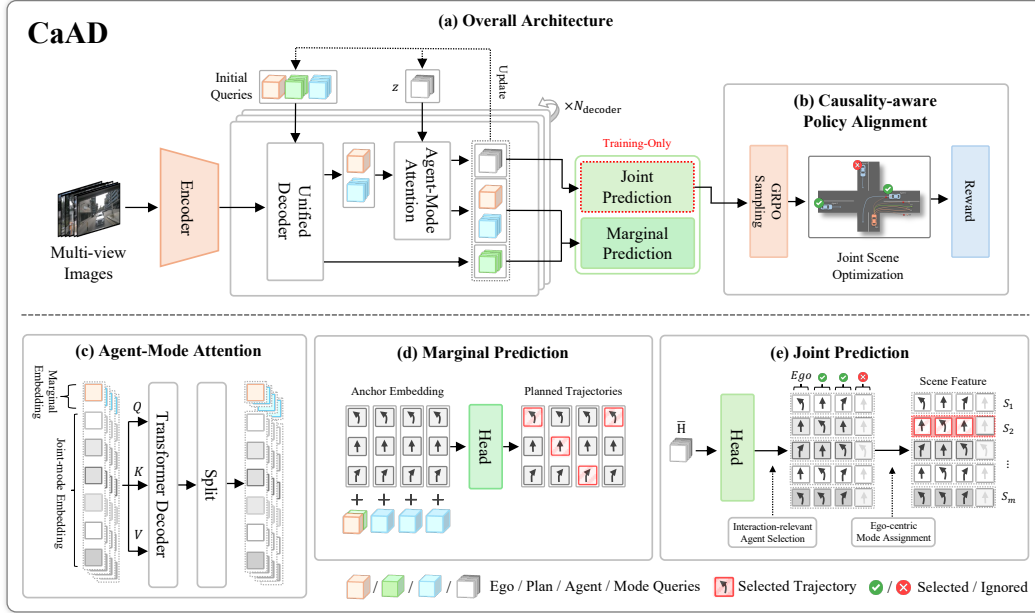 CaAD
(a) Overall Architecture
Initial
Queries
z
Update
×N_decoder
Multi-view
Images
Encoder
Unified
Decoder
Agent-Mode
Attention
Training-Only
Joint
Prediction
Marginal
Prediction
(b) Causality-aware
Policy Alignment
GRPO
Sampling
Joint Scene
Optimization
Reward
(c) Agent-Mode Attention
Marginal
Embedding
Joint-mode Embedding
Q
K
V
Transformer Decoder
Split
(d) Marginal Prediction
Anchor Embedding
Planned Trajectories
Head
+ + + +
(e) Joint Prediction
Ego
Scene Feature
H̄
Head
S₁
S₂
⋮
Sₘ
Interaction-relevant
Agent Selection
Ego-centric
Mode Assignment
/ / / Ego / Plan / Agent / Mode Queries
Selected Trajectory
/ Selected / Ignored